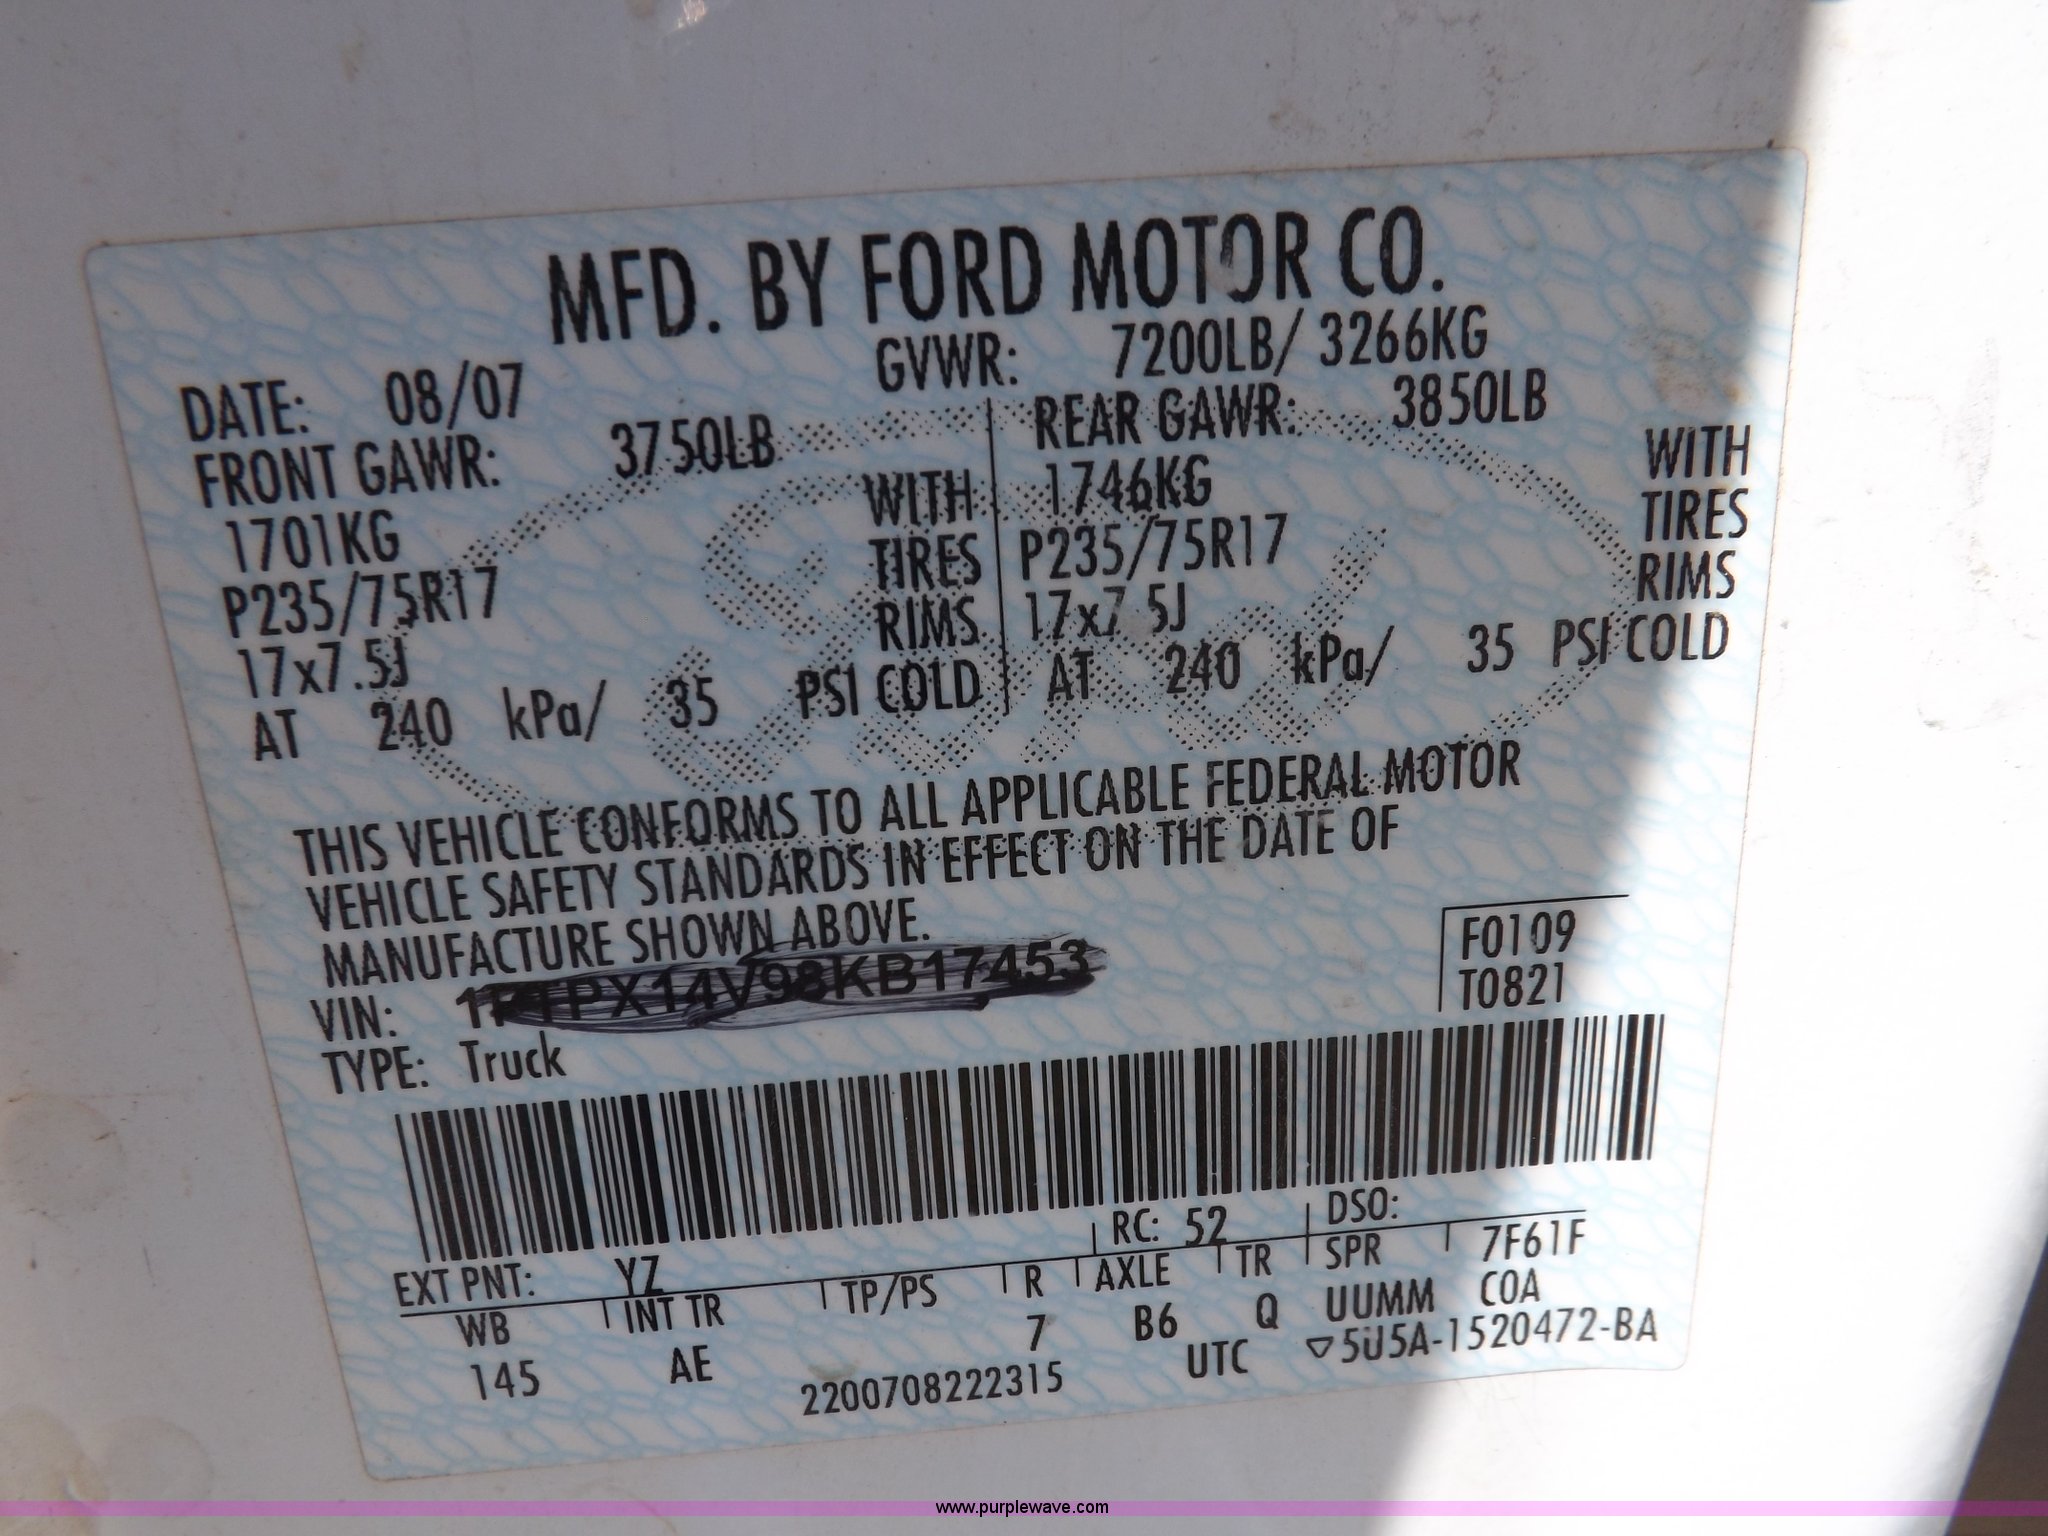 MFD. BY FORD MOTOR CO.
DATE: 08/07 GVWR: 7200LB/ 3266KG
FRONT GAWR: 3750LB REAR GAWR: 3850LB
1701KG WITH 1746KG WITH
P235/75R17 TIRES P235/75R17 TIRES
17x7.5J RIMS 17x7.5J RIMS
AT 240 kPa/ 35 PSI COLD AT 240 kPa/ 35 PSI COLD
THIS VEHICLE CONFORMS TO ALL APPLICABLE FEDERAL MOTOR
VEHICLE SAFETY STANDARDS IN EFFECT ON THE DATE OF
MANUFACTURE SHOWN ABOVE.
F0109
T0821
VIN: 1FTPX14V98KB17453
TYPE: Truck
EXT PNT: YZ RC: 52 DSO:
WB INT TR TP/PS R AXLE TR SPR 7F61F
145 AE 7 B6 Q UUMM COA
2200708222315 UTC ▽5U5A-1520472-BA
Ford
www.purplewave.com